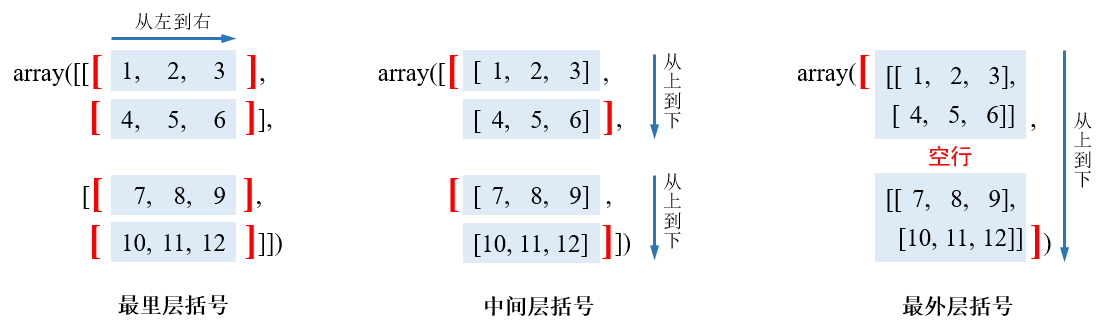 从左到右
array([[[ 1, 2, 3 ],
[ 4, 5, 6 ]],
[[ 7, 8, 9 ],
[ 10, 11, 12 ]]])
最里层括号
array([[ [ 1, 2, 3] ,
[ 4, 5, 6] ],
[ [ 7, 8, 9] ,
[10, 11, 12] ]])
从上到下
从上到下
中间层括号
array([ [[ 1, 2, 3],
[ 4, 5, 6]] ,
空行
[[ 7, 8, 9],
[10, 11, 12]] ])
从上到下
最外层括号